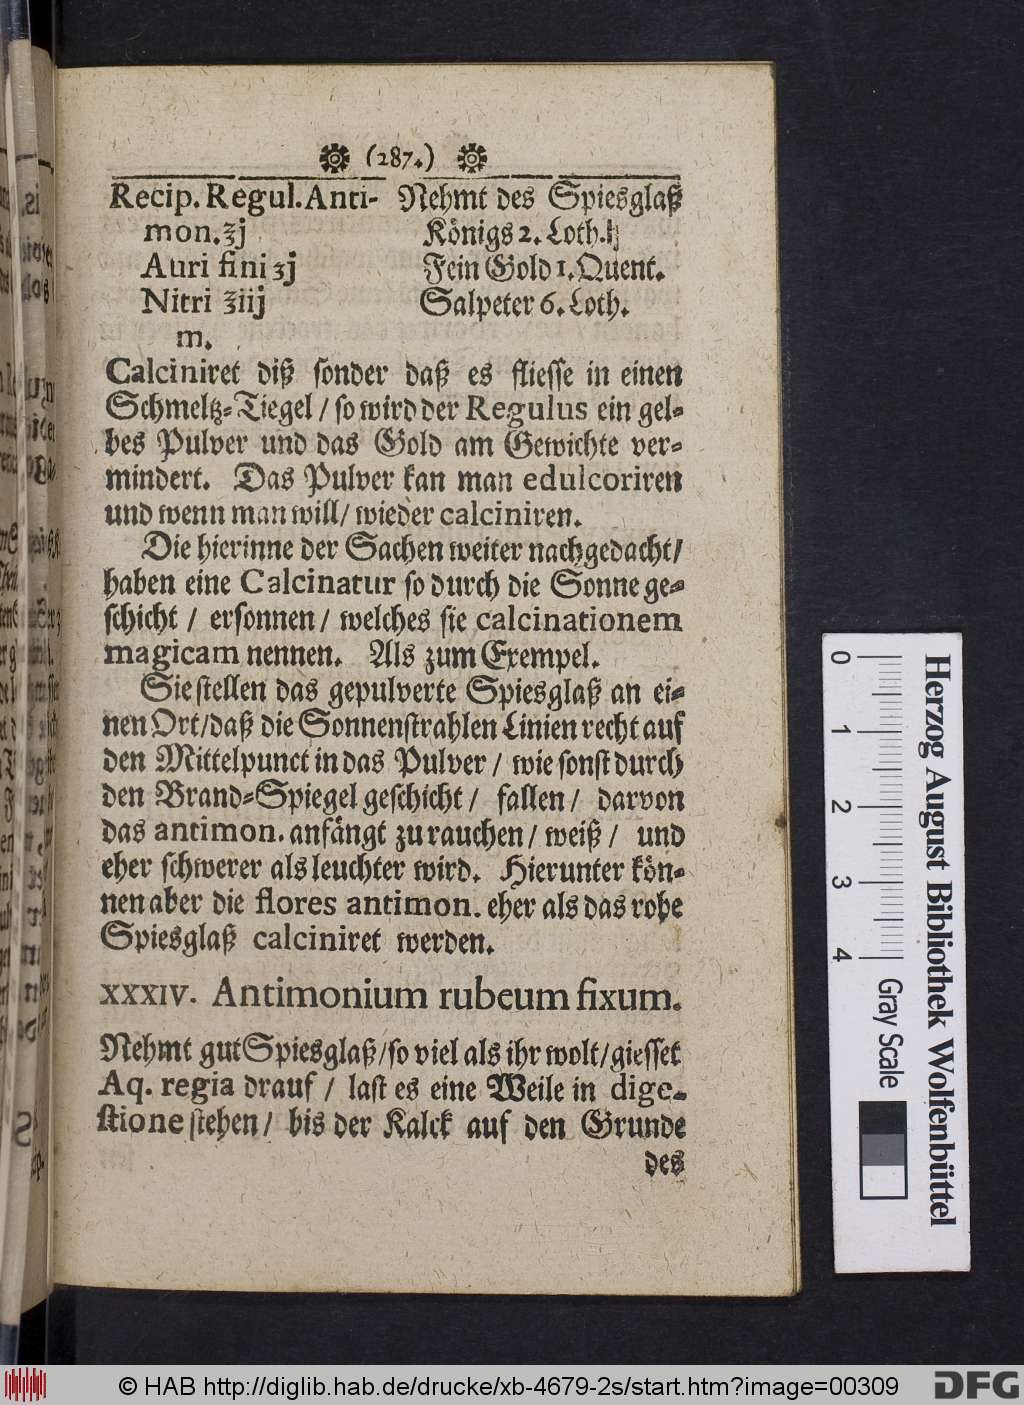 (287.)
Recip. Regul. Anti- Nehmt des Spiesglaß
mon. ℥j Königs 2. Loth.
Auri fini ʒj Fein Gold 1. Quent.
Nitri ℥iij Salpeter 6. Loth.
m.
Calciniret diß sonder daß es fliesse in einen
Schmeltz-Tiegel / so wird der Regulus ein gel-
bes Pulver und das Gold am Gewichte ver-
mindert. Das Pulver kan man edulcoriren
und wenn man will / wieder calciniren.
Die hierinne der Sachen weiter nachgedacht /
haben eine Calcinatur so durch die Sonne ge-
schicht / ersonnen / welches sie calcinationem
magicam nennen. Als zum Exempel.
Sie stellen das gepulverte Spiesglaß an ei-
nen Ort / daß die Sonnenstrahlen Linien recht auf
den Mittelpunct in das Pulver / wie sonst durch
den Brand-Spiegel geschicht / fallen / darvon
das antimon. anfängt zu rauchen / weiß / und
eher schwerer als leuchter wird. Hierunter kön-
nen aber die flores antimon. eher als das rohe
Spiesglaß calciniret werden.
XXXIV. Antimonium rubeum fixum.
Nehmt gut Spiesglaß / so viel als ihr wolt / giesset
Aq. regia drauf / last es eine Weile in dige-
stione stehen / bis der Kalck auf den Grunde
des
0 1 2 3 4
Gray Scale
Herzog August Bibliothek Wolfenbüttel
© HAB http://diglib.hab.de/drucke/xb-4679-2s/start.htm?image=00309
DFG